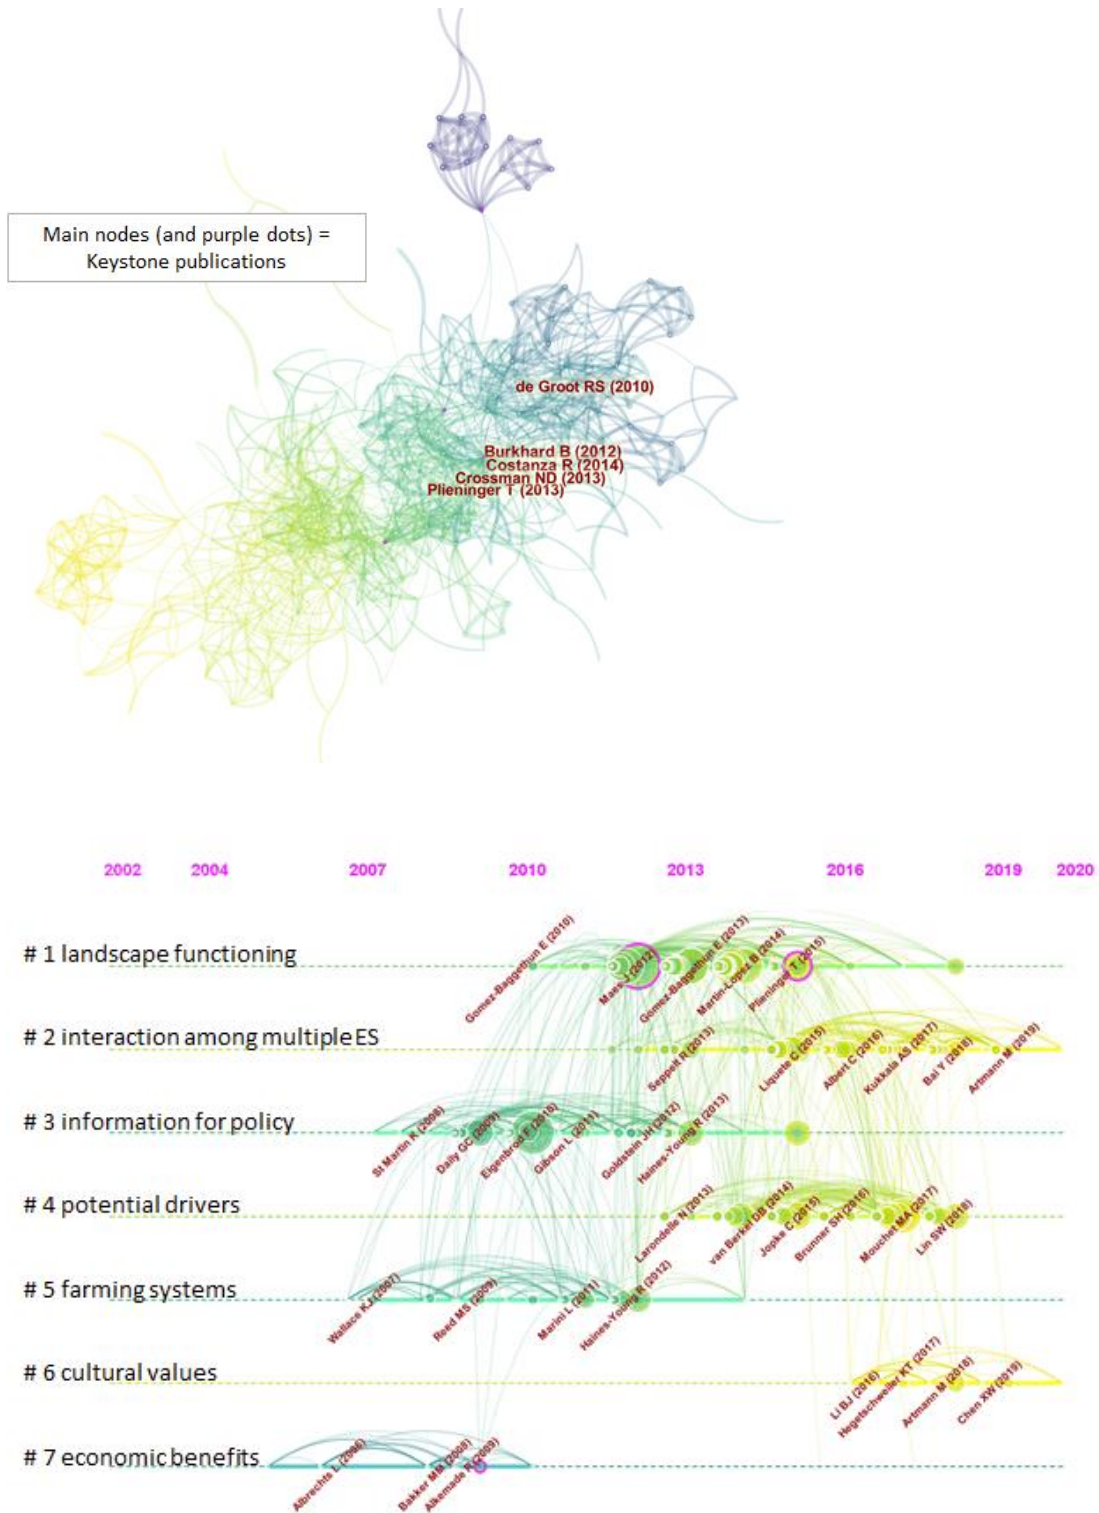 Main nodes (and purple dots) =
Keystone publications
de Groot RS (2010)
Burkhard B (2012)
Costanza R (2014)
Crossman ND (2013)
Plieninger T (2013)
2002 2004 2007 2010 2013 2016 2019 2020
# 1 landscape functioning
Gomez-Baggethun E (2010)
Maes J (2012)
Gomez-Baggethun E (2013)
Martin-Lopez B (2014)
Plieninger T (2015)
# 2 interaction among multiple ES
Seppelt R (2013)
Liquete C (2015)
Albert C (2016)
Kukkala AS (2017)
Bai Y (2018)
Artmann M (2019)
# 3 information for policy
St Martin K (2008)
Daily GC (2009)
Eigenbrod F (2010)
Gibson L (2011)
Goldstein JH (2012)
Haines-Young R (2013)
# 4 potential drivers
Larondelle N (2013)
van Berkel DB (2014)
Jopke C (2015)
Brunner SH (2016)
Mouchet MA (2017)
Lin SW (2018)
# 5 farming systems
Wallace KJ (2007)
Reed MS (2009)
Marini L (2011)
Haines-Young R (2012)
# 6 cultural values
Li BJ (2016)
Hegetschweiler KT (2017)
Artmann M (2018)
Chen XW (2019)
# 7 economic benefits
Albrechts L (2006)
Bakker MM (2008)
Alkemade R (2009)